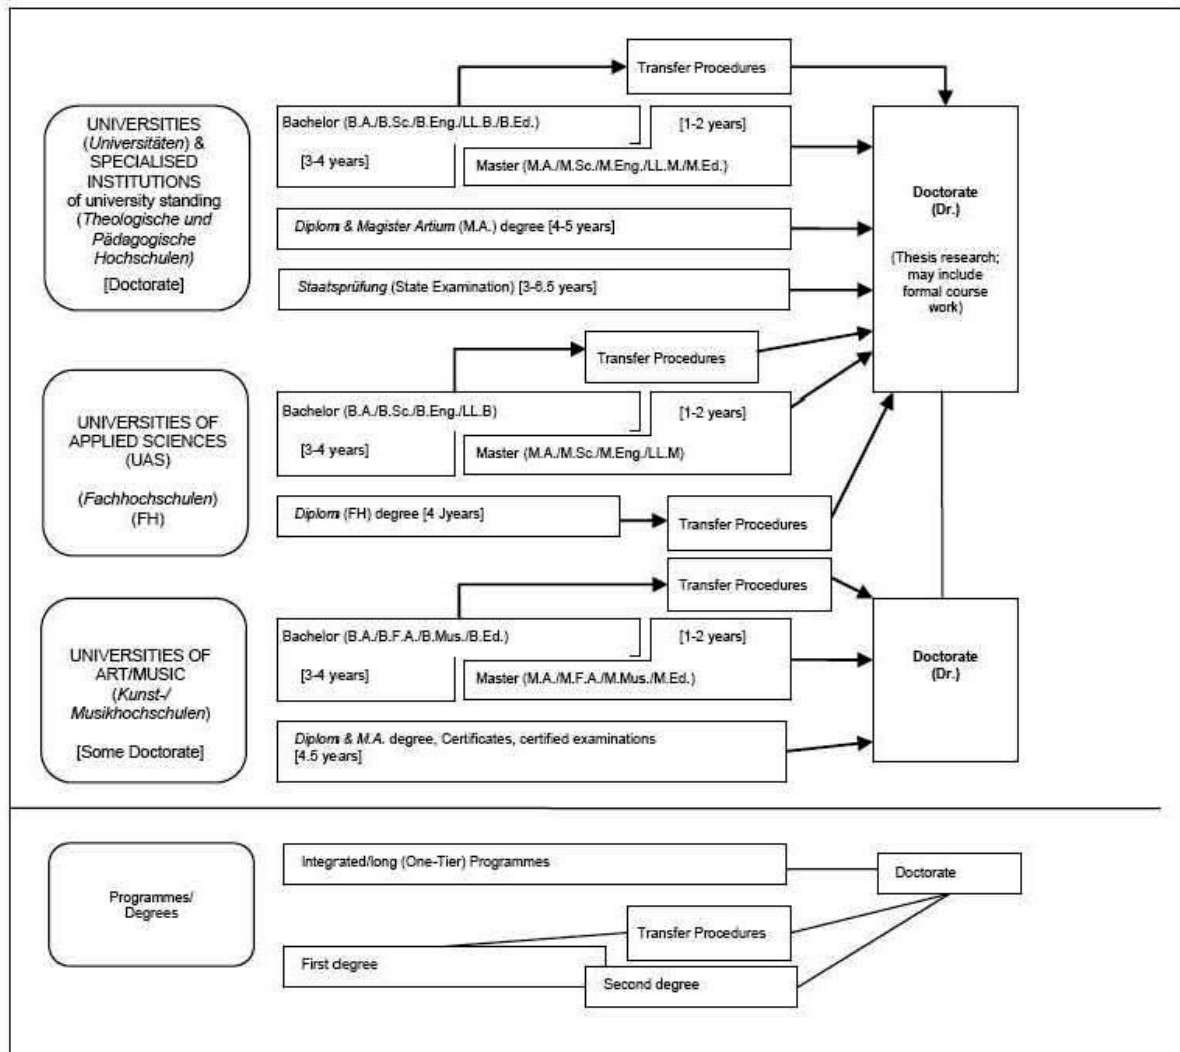 Transfer Procedures
UNIVERSITIES
(Universitäten) &
SPECIALISED
INSTITUTIONS
of university standing
(Theologische und
Pädagogische
Hochschulen)
[Doctorate]
Bachelor (B.A./B.Sc./B.Eng./LL.B./B.Ed.)
[3-4 years]
[1-2 years]
Master (M.A./M.Sc./M.Eng./LL.M./M.Ed.)
Diplom & Magister Artium (M.A.) degree [4-5 years]
Staatsprüfung (State Examination) [3-6.5 years]
Doctorate
(Dr.)
(Thesis research;
may include
formal course
work)
Transfer Procedures
UNIVERSITIES OF
APPLIED SCIENCES
(UAS)
(Fachhochschulen)
(FH)
Bachelor (B.A./B.Sc./B.Eng./LL.B)
[3-4 years]
[1-2 years]
Master (M.A./M.Sc./M.Eng./LL.M)
Diplom (FH) degree [4 Jyears]
Transfer Procedures
Transfer Procedures
UNIVERSITIES OF
ART/MUSIC
(Kunst-/
Musikhochschulen)
[Some Doctorate]
Bachelor (B.A./B.F.A./B.Mus./B.Ed.)
[3-4 years]
[1-2 years]
Master (M.A./M.F.A./M.Mus./M.Ed.)
Diplom & M.A. degree, Certificates, certified examinations
[4.5 years]
Doctorate
(Dr.)
Programmes/
Degrees
Integrated/long (One-Tier) Programmes
Doctorate
Transfer Procedures
First degree
Second degree